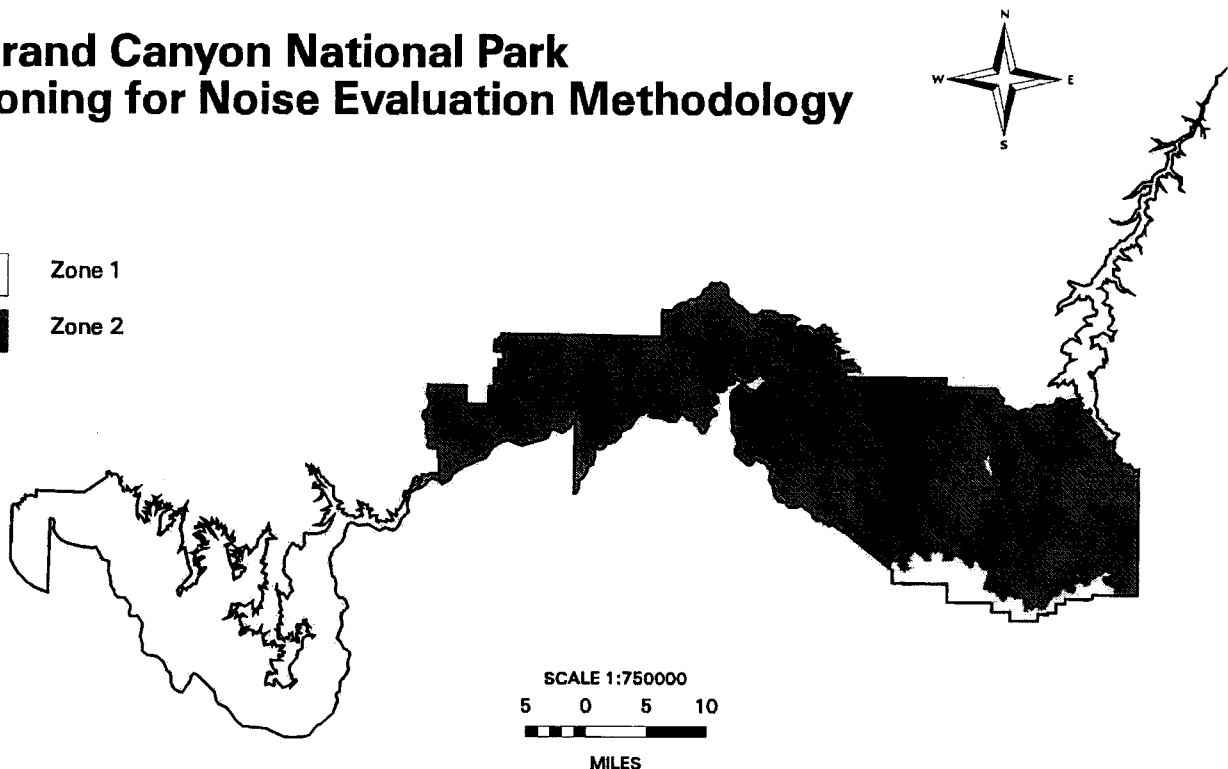 rand Canyon National Park
oning for Noise Evaluation Methodology
N
W E
S
Zone 1
Zone 2
SCALE 1:750000
5 0 5 10
MILES